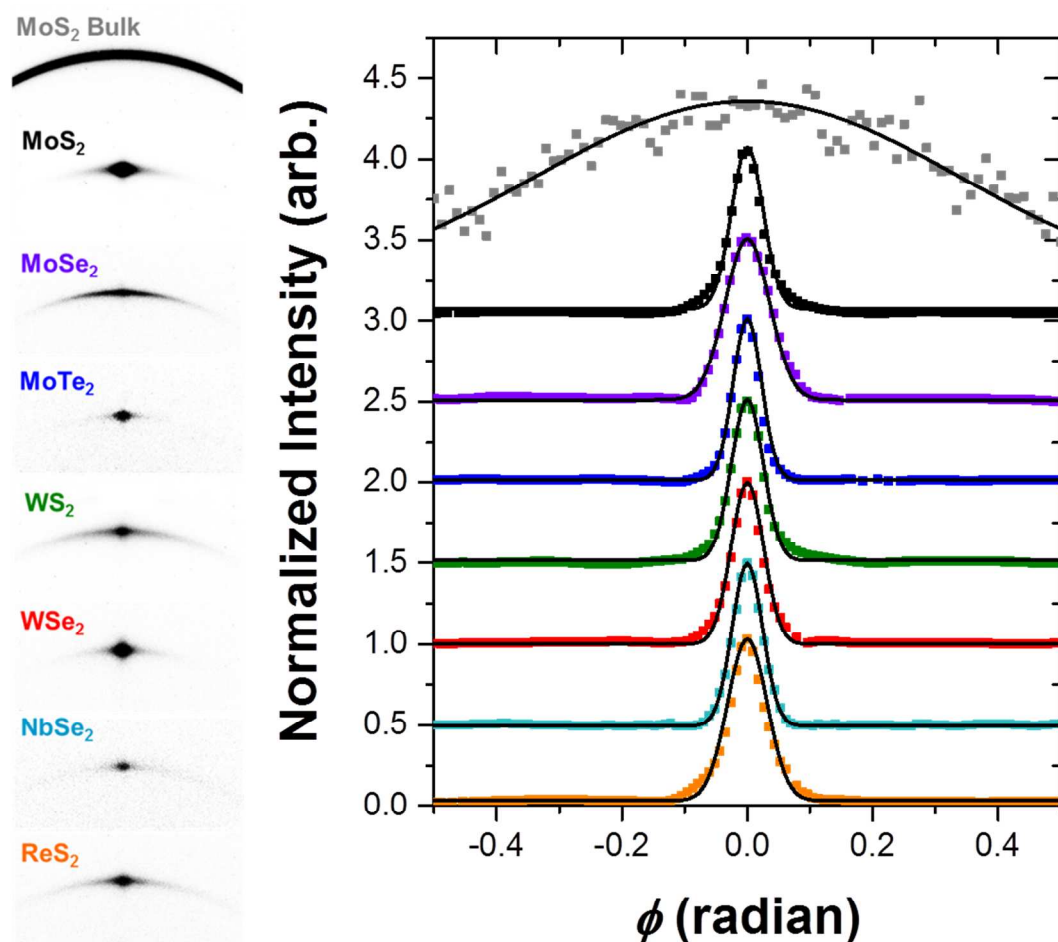 MoS₂ Bulk
MoS₂
MoSe₂
MoTe₂
WS₂
WSe₂
NbSe₂
ReS₂
Normalized Intensity (arb.)
4.5
4.0
3.5
3.0
2.5
2.0
1.5
1.0
0.5
0.0
-0.4 -0.2 0.0 0.2 0.4
ϕ (radian)